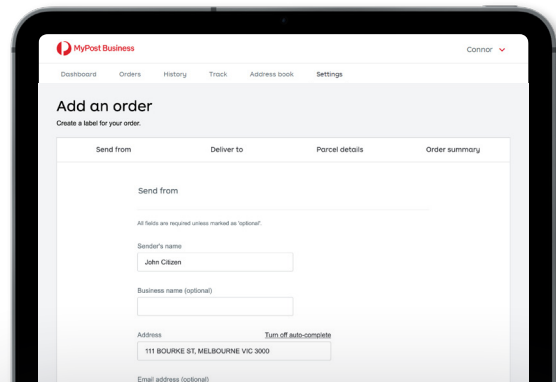 MyPost Business
Connor
Dashboard Orders History Track Address book Settings
Add an order
Create a label for your order.
Send from Deliver to Parcel details Order summary
Send from
All fields are required unless marked as 'optional'.
Sender's name
John Citizen
Business name (optional)
Address Turn off auto-complete
111 BOURKE ST, MELBOURNE VIC 3000
Email address (optional)